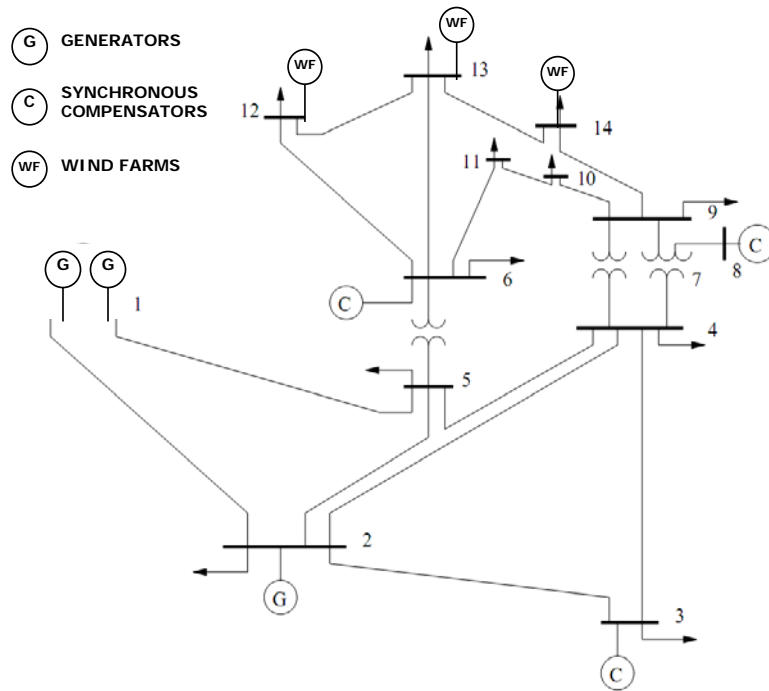 G GENERATORS
C SYNCHRONOUS
COMPENSATORS
WF WIND FARMS
WF
WF
WF
13
12
14
11
10
9
G G
C
8
7
1
6
C
4
5
2
G
3
C